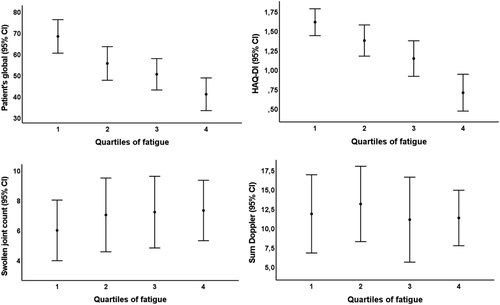 Patient's global (95% CI)
80
70
60
50
40
30
1 2 3 4
Quartiles of fatigue
HAQ-DI (95% CI)
1,75
1,50
1,25
1,00
,75
,50
1 2 3 4
Quartiles of fatigue
Swollen joint count (95% CI)
10
8
6
4
1 2 3 4
Quartiles of fatigue
Sum Doppler (95% CI)
17,5
15,0
12,5
10,0
7,5
5,0
1 2 3 4
Quartiles of fatigue